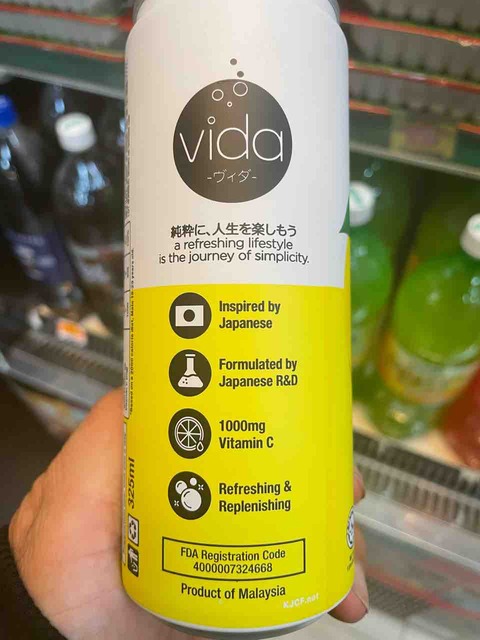 vida
-ヴィダ-
純粋に、人生を楽しもう
a refreshing lifestyle
is the journey of simplicity.
Inspired by
Japanese
Formulated by
Japanese R&D
1000mg
Vitamin C
Refreshing &
Replenishing
325ml
FDA Registration Code
4000007324668
Product of Malaysia
KJCF.net